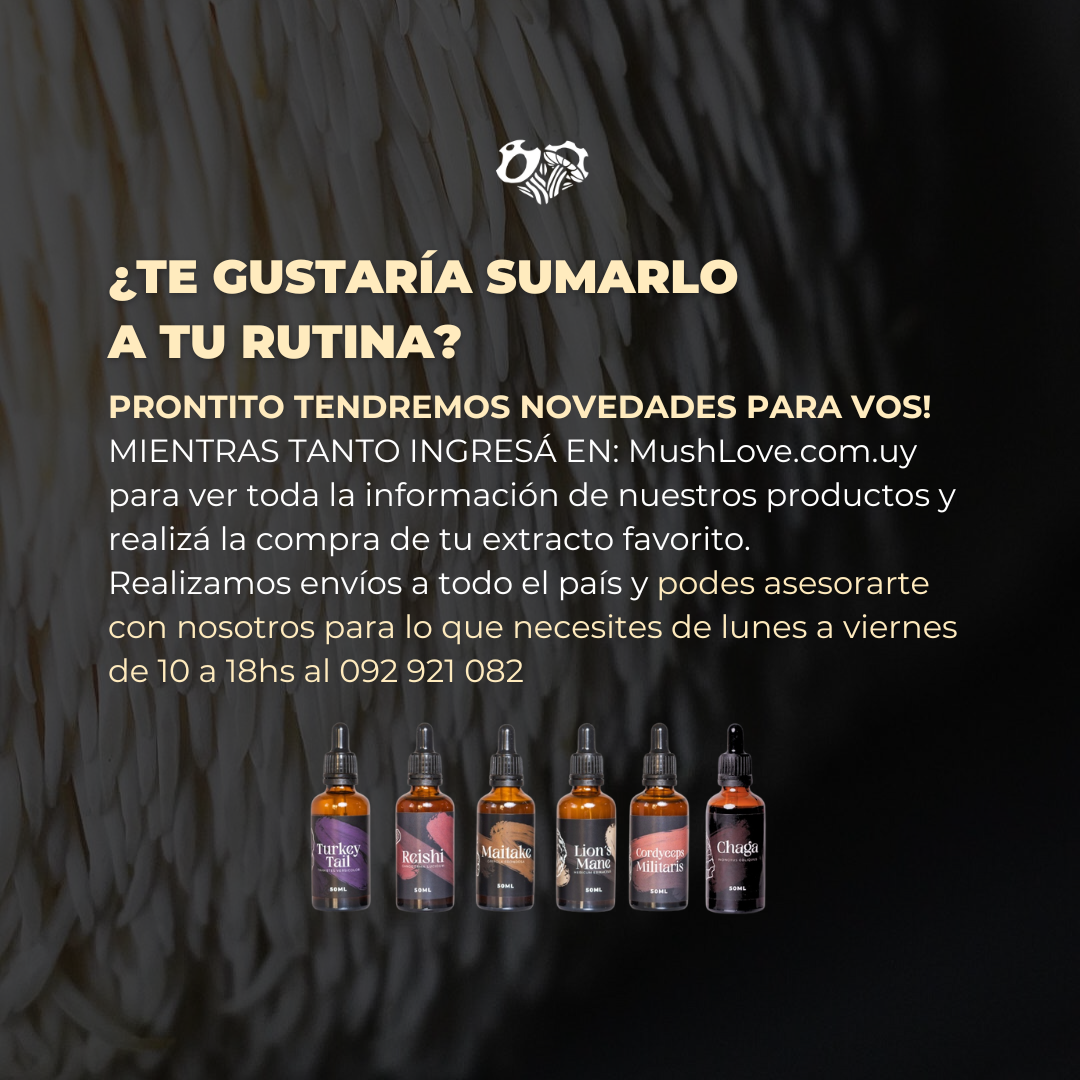 ¿TE GUSTARÍA SUMARLO
A TU RUTINA?
PRONTITO TENDREMOS NOVEDADES PARA VOS!
MIENTRAS TANTO INGRESÁ EN: MushLove.com.uy
para ver toda la información de nuestros productos y
realizá la compra de tu extracto favorito.
Realizamos envíos a todo el país y podes asesorarte
con nosotros para lo que necesites de lunes a viernes
de 10 a 18hs al 092 921 082
Turkey
Tail
50ML
Reishi
50ML
Maitake
50ML
Lion's
Mane
50ML
Cordyceps
Militaris
50ML
Chaga
50ML